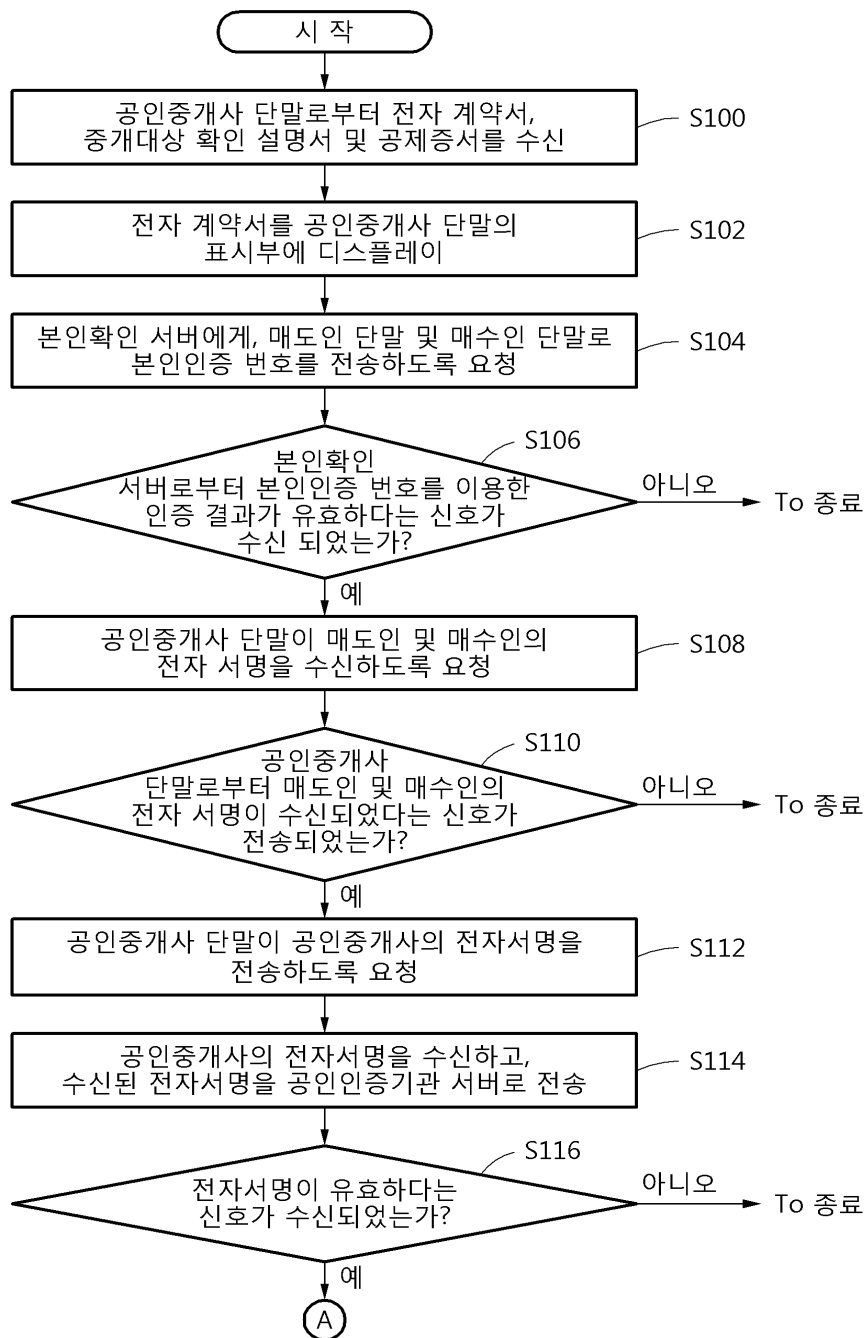 시 작
공인중개사 단말로부터 전자 계약서,
중개대상 확인 설명서 및 공제증서를 수신
S100
전자 계약서를 공인중개사 단말의
표시부에 디스플레이
S102
본인확인 서버에게, 매도인 단말 및 매수인 단말로
본인인증 번호를 전송하도록 요청
S104
S106
본인확인
서버로부터 본인인증 번호를 이용한
인증 결과가 유효하다는 신호가
수신 되었는가?
아니오
To 종료
예
공인중개사 단말이 매도인 및 매수인의
전자 서명을 수신하도록 요청
S108
S110
공인중개사
단말로부터 매도인 및 매수인의
전자 서명이 수신되었다는 신호가
전송되었는가?
아니오
To 종료
예
공인중개사 단말이 공인중개사의 전자서명을
전송하도록 요청
S112
공인중개사의 전자서명을 수신하고,
수신된 전자서명을 공인인증기관 서버로 전송
S114
S116
전자서명이 유효하다는
신호가 수신되었는가?
아니오
To 종료
예
A